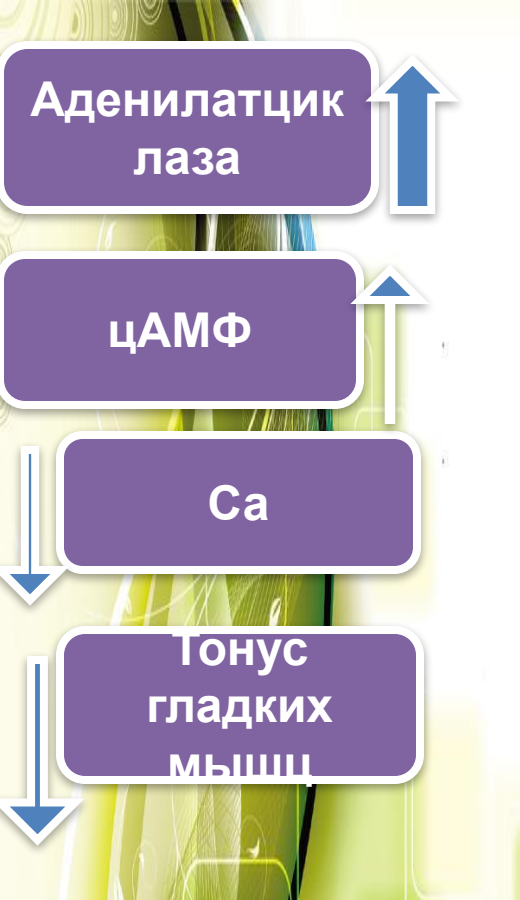 Аденилатцик
лаза
цАМФ
Са
Тонус
гладких
мышц